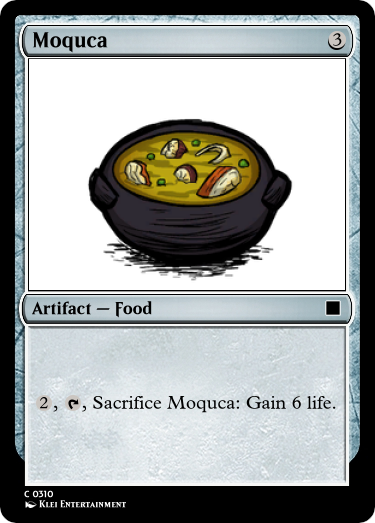 Moquca 3
Artifact — Food
2, , Sacrifice Moquca: Gain 6 life.
C 0310
Klei Entertainment